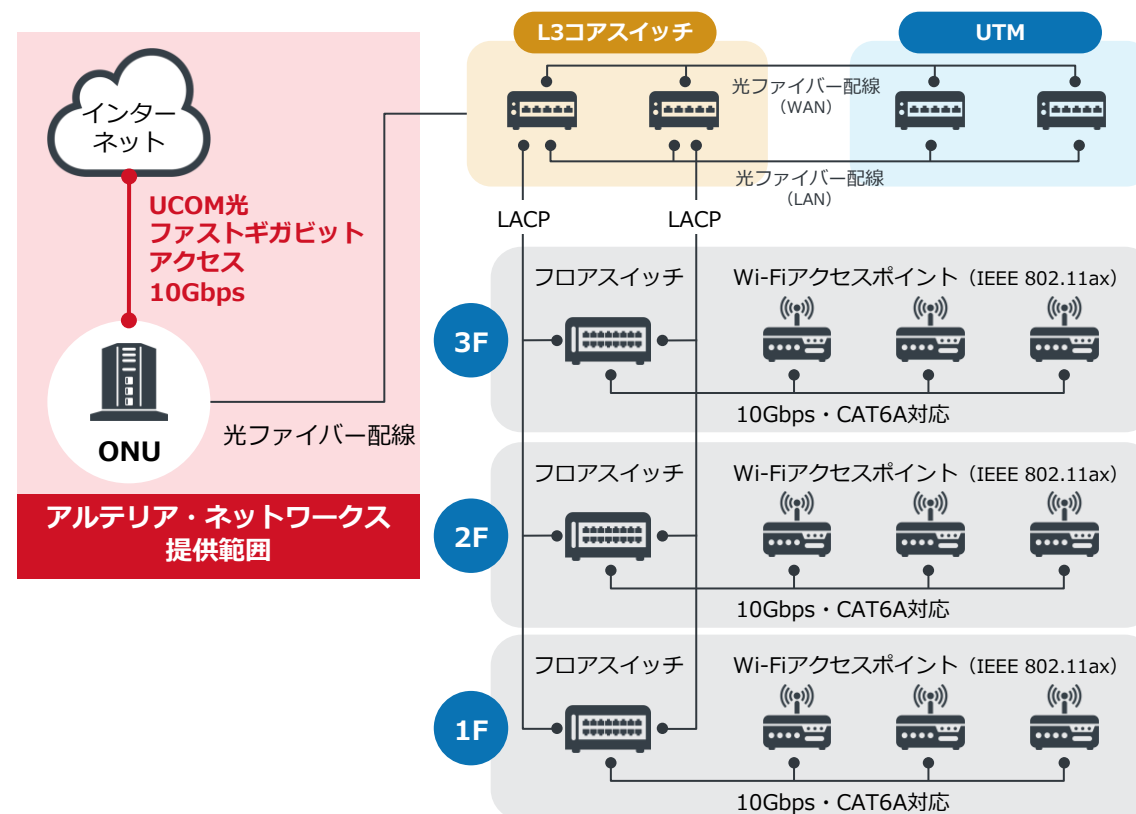 インター
ネット
UCOM光
ファストギガビット
アクセス
10Gbps
ONU
光ファイバー配線
アルテリア・ネットワークス
提供範囲
L3コアスイッチ
UTM
光ファイバー配線
（WAN）
光ファイバー配線
（LAN）
LACP
LACP
3F
フロアスイッチ
Wi-Fiアクセスポイント（IEEE 802.11ax）
10Gbps・CAT6A対応
2F
フロアスイッチ
Wi-Fiアクセスポイント（IEEE 802.11ax）
10Gbps・CAT6A対応
1F
フロアスイッチ
Wi-Fiアクセスポイント（IEEE 802.11ax）
10Gbps・CAT6A対応